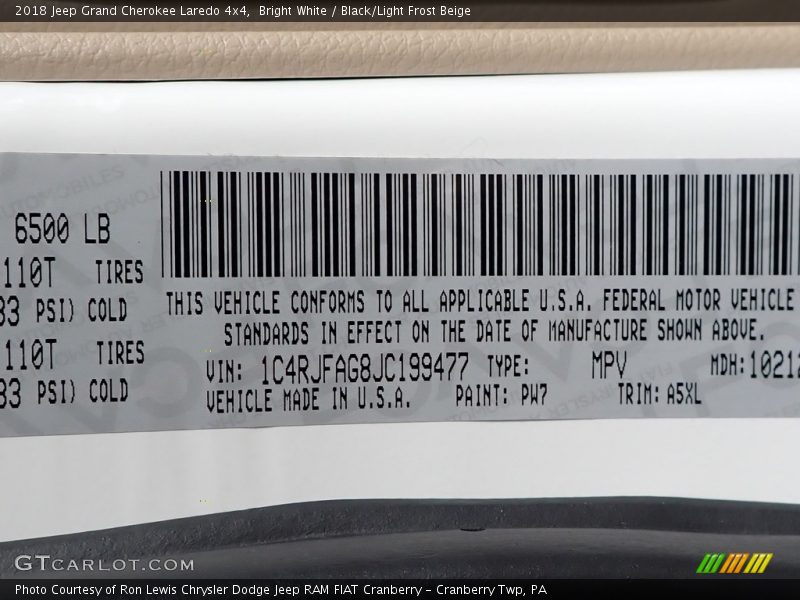 2018 Jeep Grand Cherokee Laredo 4x4,  Bright White / Black/Light Frost Beige
6500 LB
110T TIRES
33 PSI) COLD
110T TIRES
33 PSI) COLD
THIS VEHICLE CONFORMS TO ALL APPLICABLE U.S.A. FEDERAL MOTOR VEHICLE
STANDARDS IN EFFECT ON THE DATE OF MANUFACTURE SHOWN ABOVE.
VIN: 1C4RJFAG8JC199477 TYPE: MPV MDH: 10212
VEHICLE MADE IN U.S.A. PAINT: PW7 TRIM: A5XL
GTCARLOT.COM
Photo Courtesy of Ron Lewis Chrysler Dodge Jeep RAM FIAT Cranberry – Cranberry Twp, PA